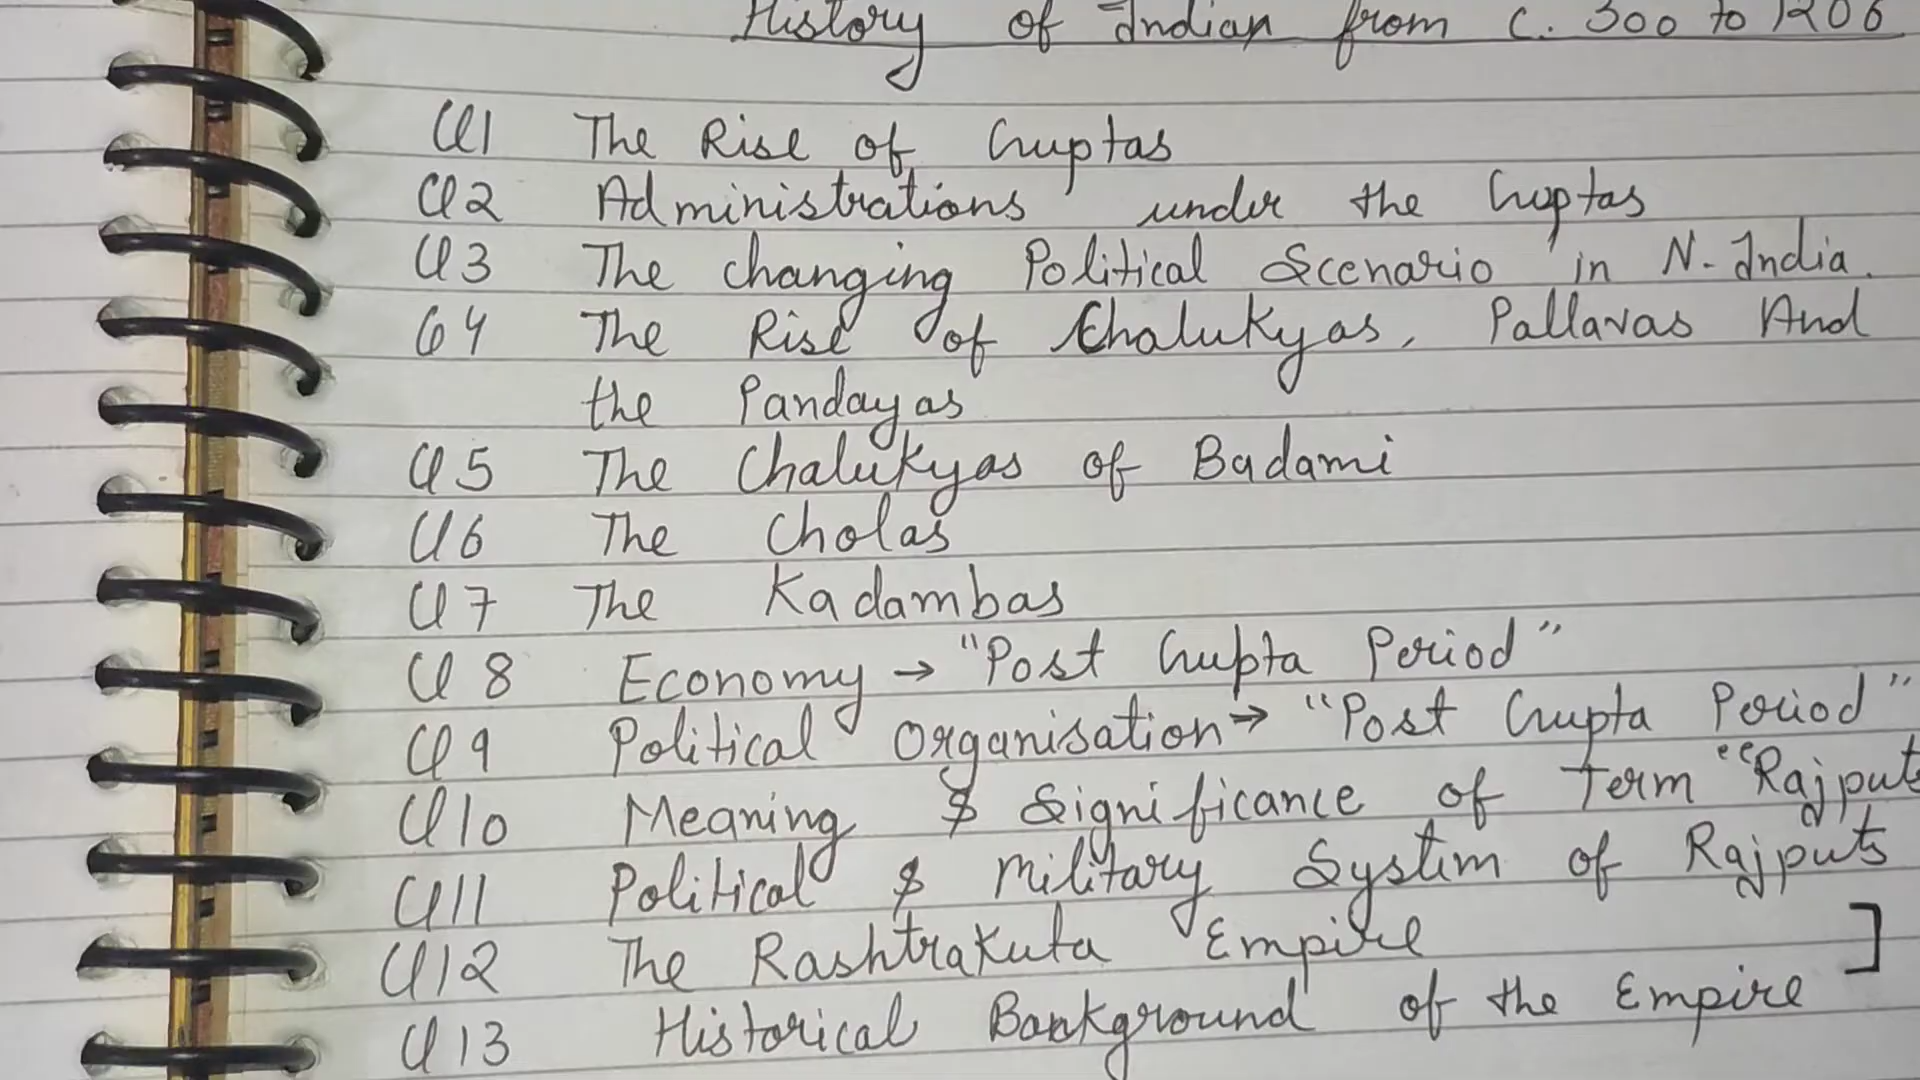 History of Indian from c. 300 to 1206
U1 The Rise of Guptas
U2 Administrations under the Guptas
U3 The changing Political Scenario in N. India.
U4 The Rise of Chalukyas, Pallavas And
the Pandayas
U5 The Chalukyas of Badami
U6 The Cholas
U7 The Kadambas
U8 Economy → "Post Gupta Period"
U9 Political Organisation → "Post Gupta Period"
U10 Meaning & Significance of Term "Rajputs
U11 Political & Military System of Rajputs
U12 The Rashtrakuta Empire ]
U13 Historical Background of the Empire